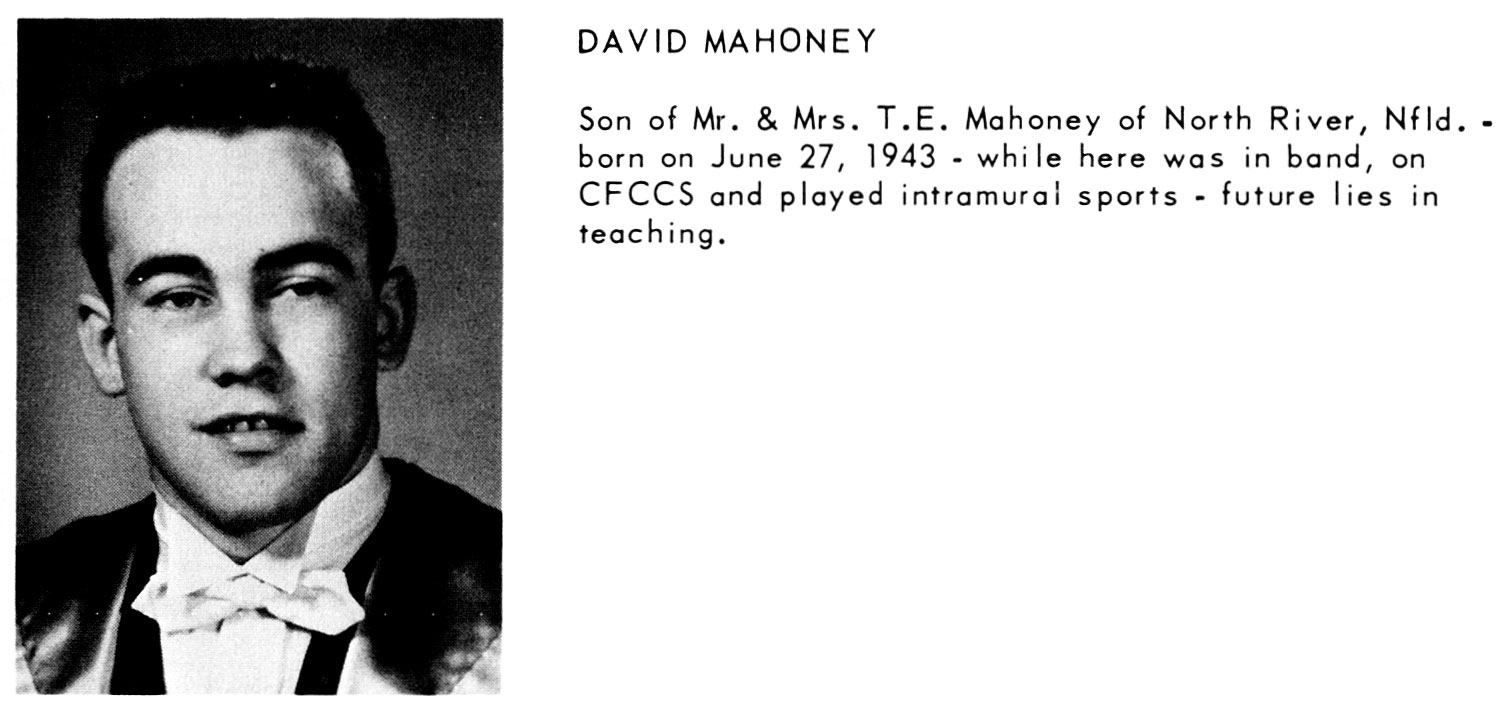 DAVID MAHONEY
Son of Mr. & Mrs. T.E. Mahoney of North River, Nfld. -
born on June 27, 1943 - while here was in band, on
CFCCS and played intramural sports - future lies in
teaching.